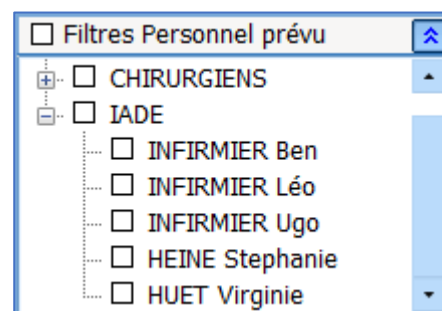 Filtres Personnel prévu
CHIRURGIENS
IADE
INFIRMIER Ben
INFIRMIER Léo
INFIRMIER Ugo
HEINE Stephanie
HUET Virginie